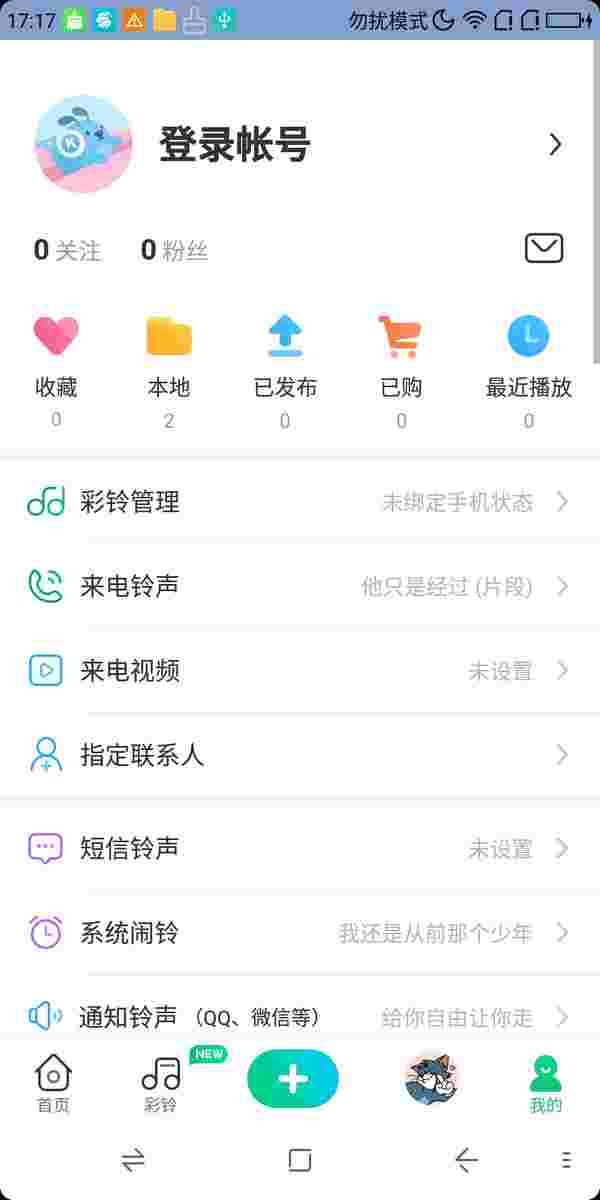 17:17 勿扰模式
登录帐号
0 关注 0 粉丝
收藏 本地 已发布 已购 最近播放
0 2 0 0 0
彩铃管理 未绑定手机状态
来电铃声 他只是经过 (片段)
来电视频 未设置
指定联系人
短信铃声 未设置
系统闹铃 我还是从前那个少年
通知铃声 （QQ、微信等） 给你自由让你走
NEW
首页 彩铃 我的